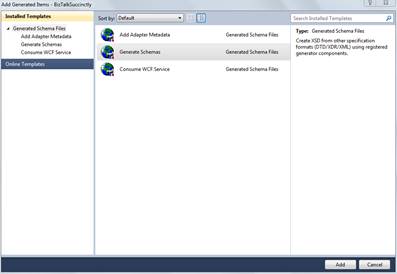 Add Generated Items - BizTalkSuccinctly
Installed Templates
Generated Schema Files
Add Adapter Metadata
Generate Schemas
Consume WCF Service
Online Templates
Sort by: Default
Add Adapter Metadata Generated Schema Files
Generate Schemas Generated Schema Files
Consume WCF Service Generated Schema Files
Search Installed Templates
Type: Generated Schema Files
Create XSD from other specification
formats (DTD/XDR/XML) using registered
generator components.
Add Cancel